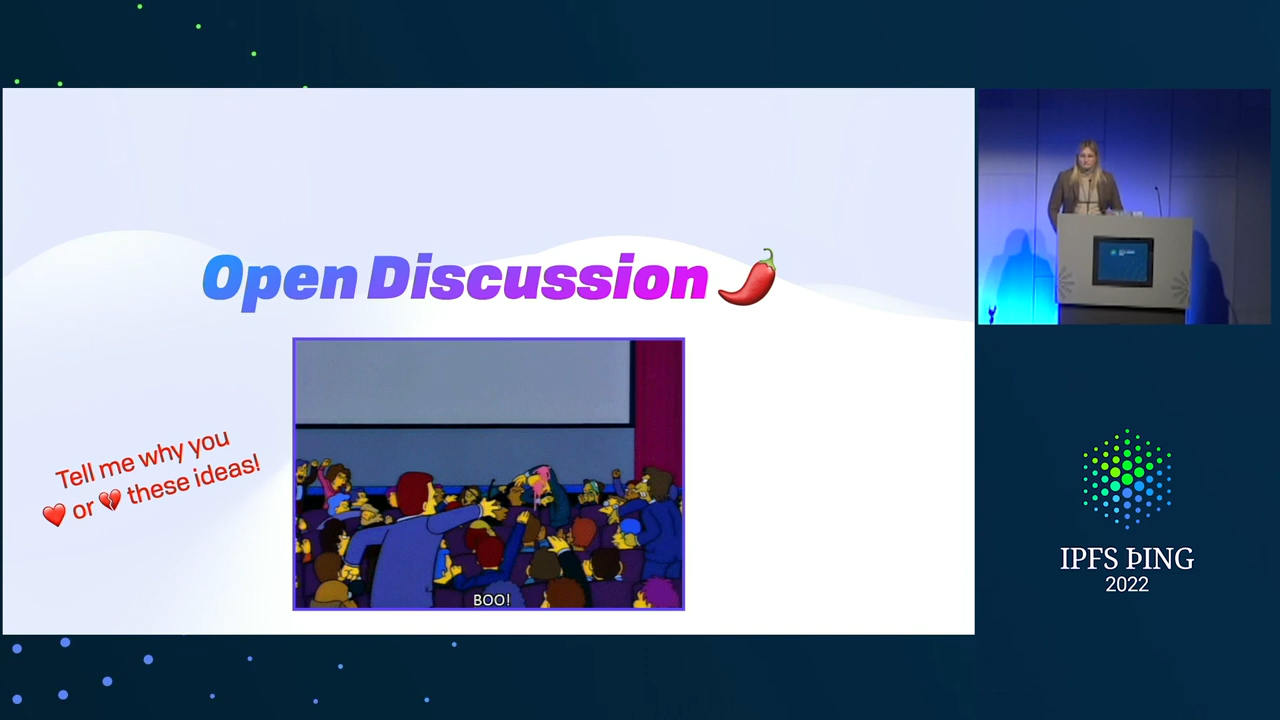 Open Discussion 🌶️
Tell me why you
❤️ or 💔 these ideas!
BOO!
IPFS ÞING
2022